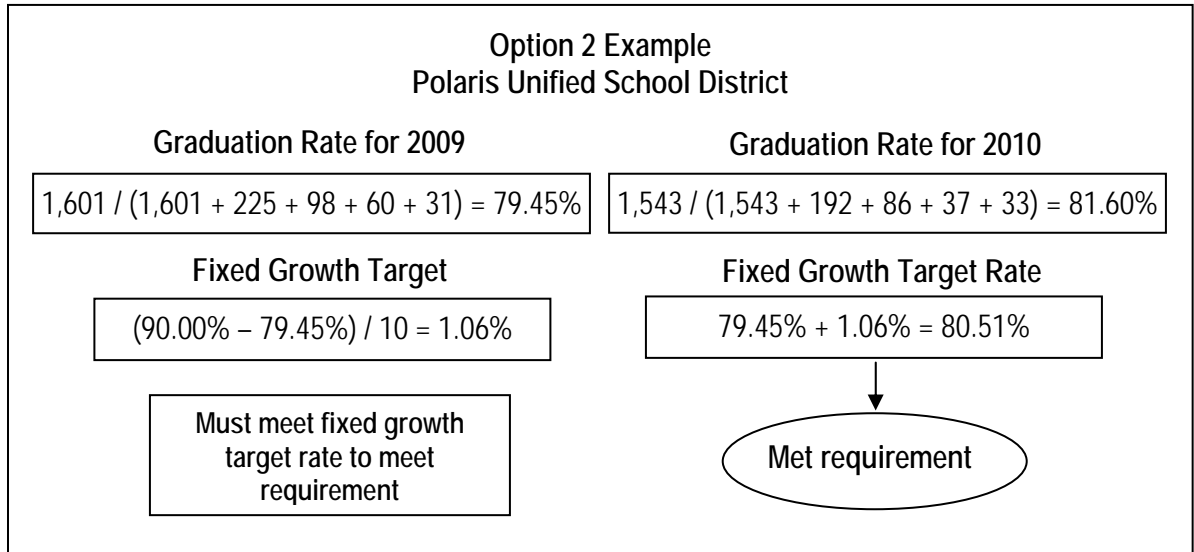 Option 2 Example
Polaris Unified School District
Graduation Rate for 2009
1,601 / (1,601 + 225 + 98 + 60 + 31) = 79.45%
Graduation Rate for 2010
1,543 / (1,543 + 192 + 86 + 37 + 33) = 81.60%
Fixed Growth Target
(90.00% – 79.45%) / 10 = 1.06%
Fixed Growth Target Rate
79.45% + 1.06% = 80.51%
Must meet fixed growth
target rate to meet
requirement
Met requirement